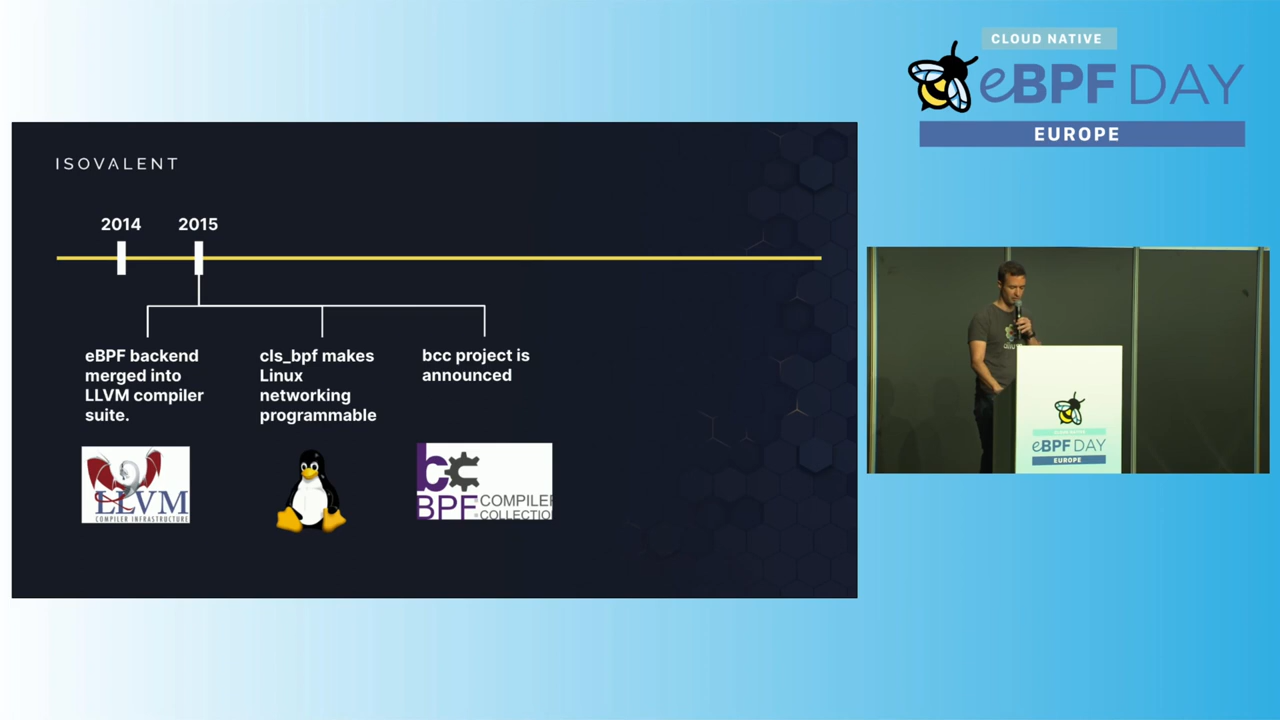 CLOUD NATIVE
eBPF DAY
EUROPE
ISOVALENT
2014
2015
eBPF backend
merged into
LLVM compiler
suite.
cls_bpf makes
Linux
networking
programmable
bcc project is
announced
LLVM
COMPILER INFRASTRUCTURE
bc
BPF COMPILER
COLLECTION
eBPF DAY
EUROPE